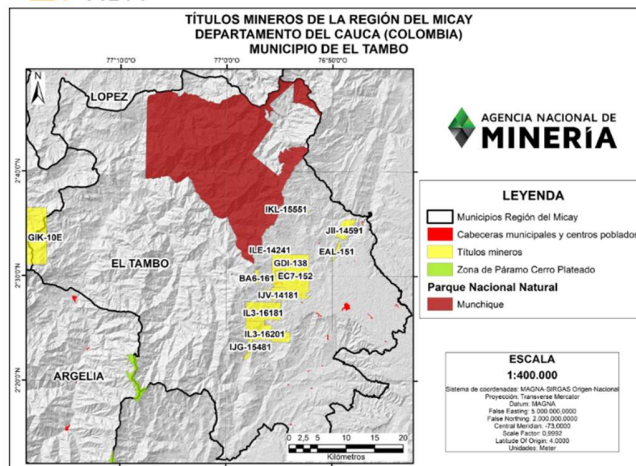 TÍTULOS MINEROS DE LA REGIÓN DEL MICAY
DEPARTAMENTO DEL CAUCA (COLOMBIA)
MUNICIPIO DE EL TAMBO
77°10'0"W 77°0'0"W 76°50'0"W
N
LOPEZ
2°40'0"N
IKL-15551
JII-14591
GIK-10E
ILE-14241
EAL-151
EL TAMBO
GDI-138
BA6-161
EC7-152
2°30'0"N
IJV-14181
IL3-16181
IL3-16201
IJG-15481
ARGELIA
2°20'0"N
0 2,5 5 10 15 20
Kilómetros
AGENCIA NACIONAL DE
MINERÍA
LEYENDA
Municipios Región del Micay
Cabeceras municipales y centros poblados
Títulos mineros
Zona de Páramo Cerro Plateado
Parque Nacional Natural
Munchique
ESCALA
1:400.000
Sistema de coordenadas: MAGNA-SIRGAS Origen-Nacional
Proyección: Transverse Mercator
Datum: MAGNA
False Easting: 5.000.000,0000
False Northing: 2.000.000,0000
Central Meridian: -73,0000
Scale Factor: 0,9992
Latitude Of Origin: 4,0000
Unidades: Meter